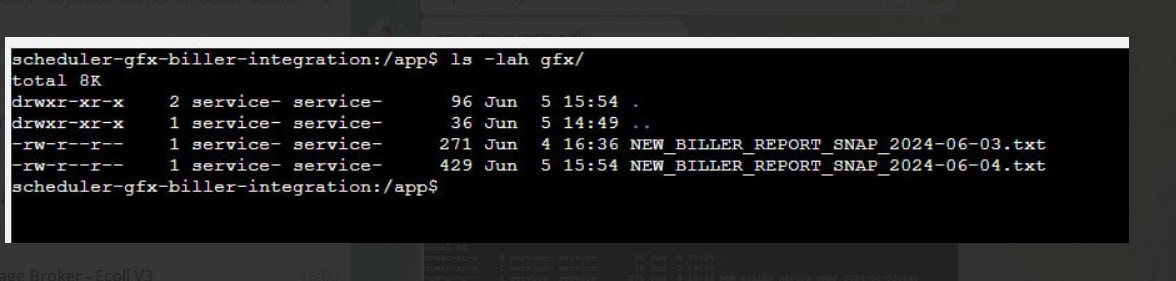 scheduler-gfx-biller-integration:/app$ ls -lah gfx/
total 8K
drwxr-xr-x    2 service- service-      96 Jun  5 15:54 .
drwxr-xr-x    1 service- service-      36 Jun  5 14:49 ..
-rw-r--r--    1 service- service-     271 Jun  4 16:36 NEW_BILLER_REPORT_SNAP_2024-06-03.txt
-rw-r--r--    1 service- service-     429 Jun  5 15:54 NEW_BILLER_REPORT_SNAP_2024-06-04.txt
scheduler-gfx-biller-integration:/app$
age Broker - Ecoll V3 16:00